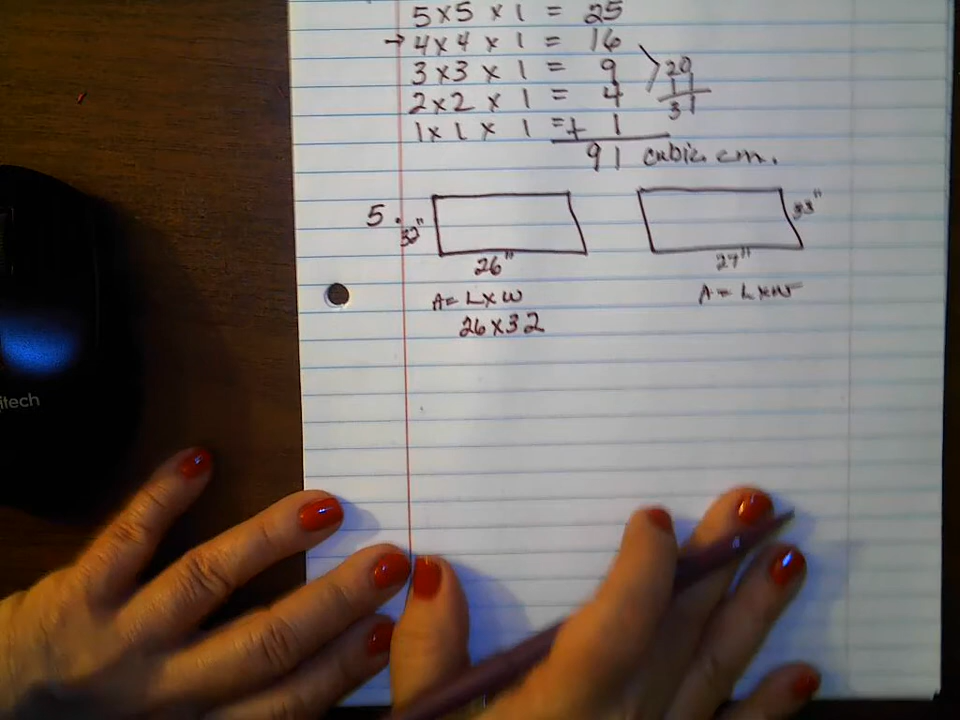 5×5 × 1 = 25
→ 4×4 × 1 = 16
3×3 × 1 = 9
20
2×2 × 1 = 4
11
31
1×1 × 1 = + 1
91 cubic cm.
5.
32"
26"
33"
27"
A = L×W
26×32
A = L×W
itech